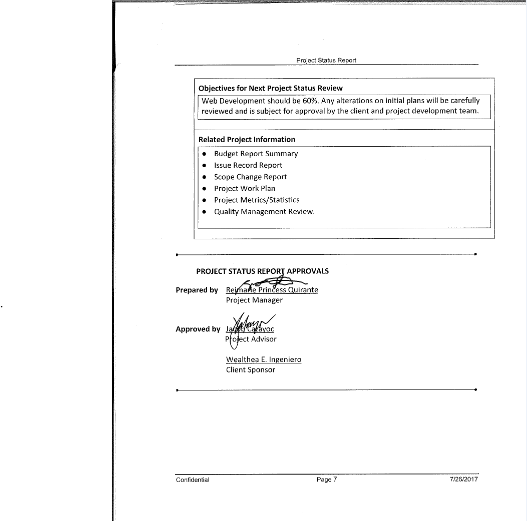 Project Status Report
Objectives for Next Project Status Review
Web Development should be 60%. Any alterations on initial plans will be carefully
reviewed and is subject for approval by the client and project development team.
Related Project Information
● Budget Report Summary
● Issue Record Report
● Scope Change Report
● Project Work Plan
● Project Metrics/Statistics
● Quality Management Review.
PROJECT STATUS REPORT APPROVALS
Prepared by Reimarie Princess Quirante
Project Manager
Approved by
Project Advisor
Wealthea E. Ingeniero
Client Sponsor
Confidential Page 7 7/26/2017